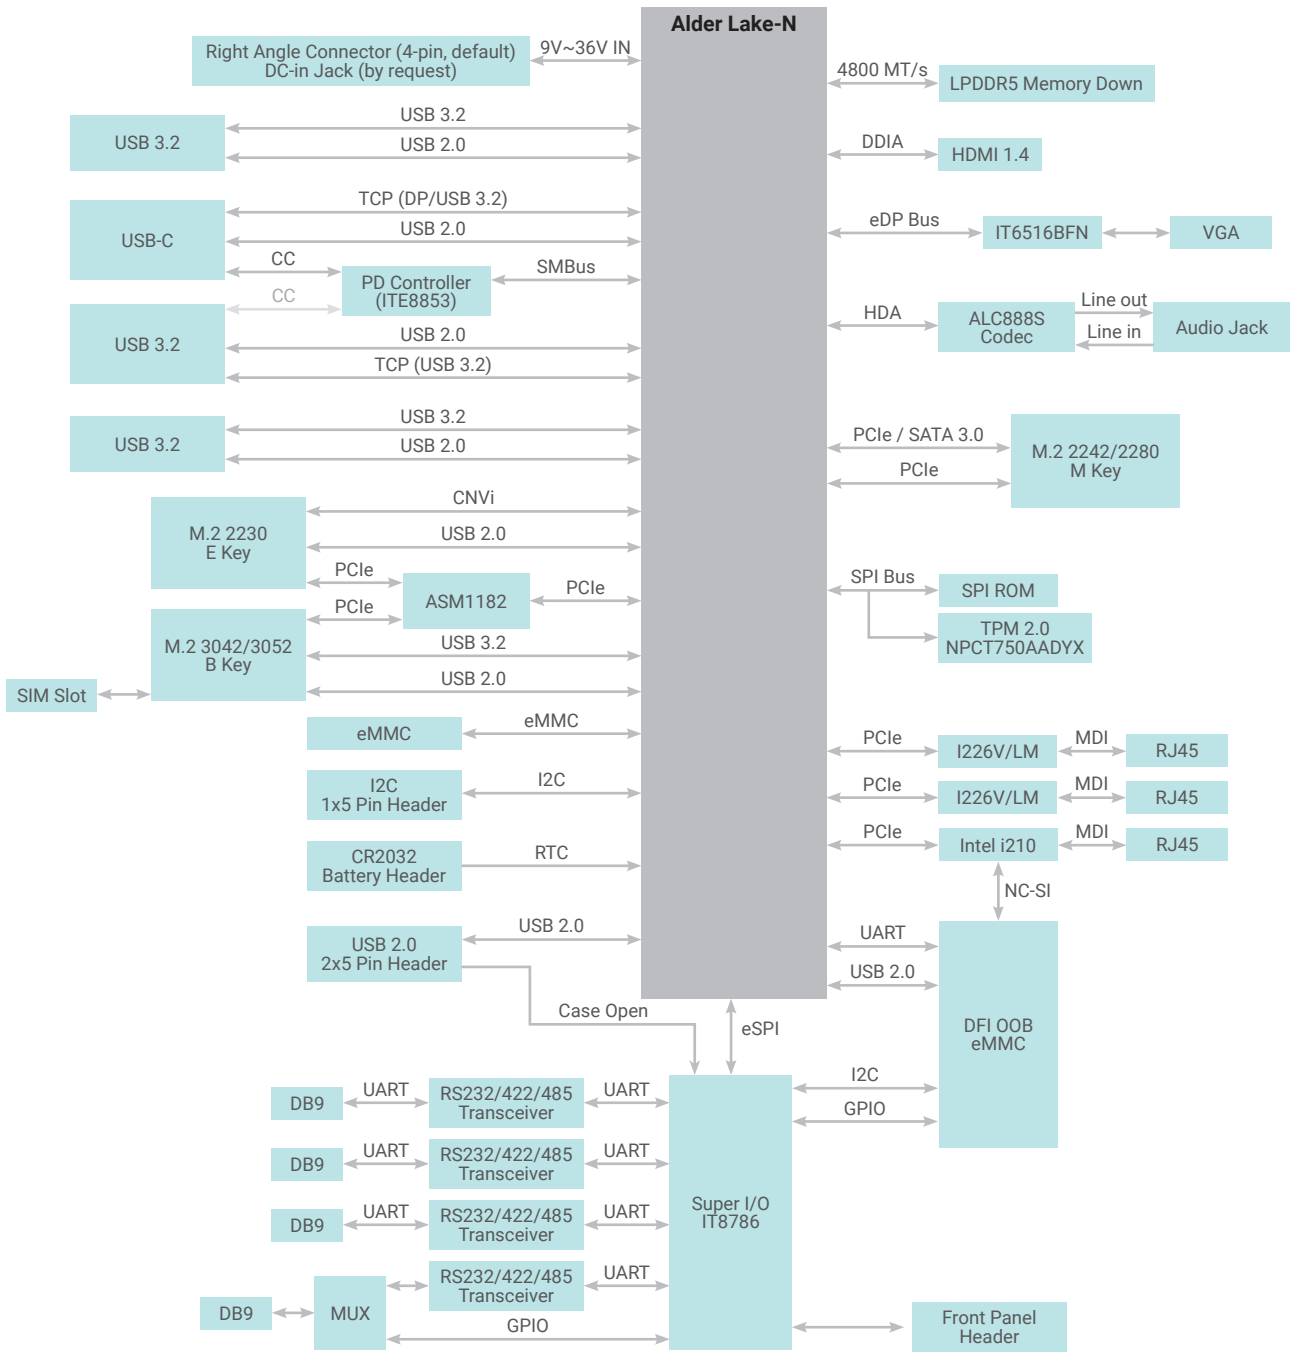 Alder Lake-N
Right Angle Connector (4-pin, default)
DC-in Jack (by request)
9V~36V IN
USB 3.2
USB 3.2
USB 2.0
USB-C
TCP (DP/USB 3.2)
USB 2.0
CC
PD Controller
(ITE8853)
SMBus
CC
USB 3.2
USB 2.0
TCP (USB 3.2)
USB 3.2
USB 3.2
USB 2.0
M.2 2230
E Key
CNVi
USB 2.0
PCIe
ASM1182
PCIe
PCIe
M.2 3042/3052
B Key
USB 3.2
USB 2.0
SIM Slot
eMMC
eMMC
I2C
1x5 Pin Header
I2C
CR2032
Battery Header
RTC
USB 2.0
2x5 Pin Header
USB 2.0
Case Open
eSPI
4800 MT/s
LPDDR5 Memory Down
DDIA
HDMI 1.4
eDP Bus
IT6516BFN
VGA
HDA
ALC888S
Codec
Line out
Line in
Audio Jack
PCIe / SATA 3.0
PCIe
M.2 2242/2280
M Key
SPI Bus
SPI ROM
TPM 2.0
NPCT750AADYX
PCIe
I226V/LM
MDI
RJ45
PCIe
I226V/LM
MDI
RJ45
PCIe
Intel i210
MDI
RJ45
NC-SI
UART
USB 2.0
DFI OOB
eMMC
I2C
GPIO
DB9
UART
RS232/422/485
Transceiver
UART
DB9
UART
RS232/422/485
Transceiver
UART
DB9
UART
RS232/422/485
Transceiver
UART
Super I/O
IT8786
DB9
MUX
RS232/422/485
Transceiver
UART
GPIO
Front Panel
Header